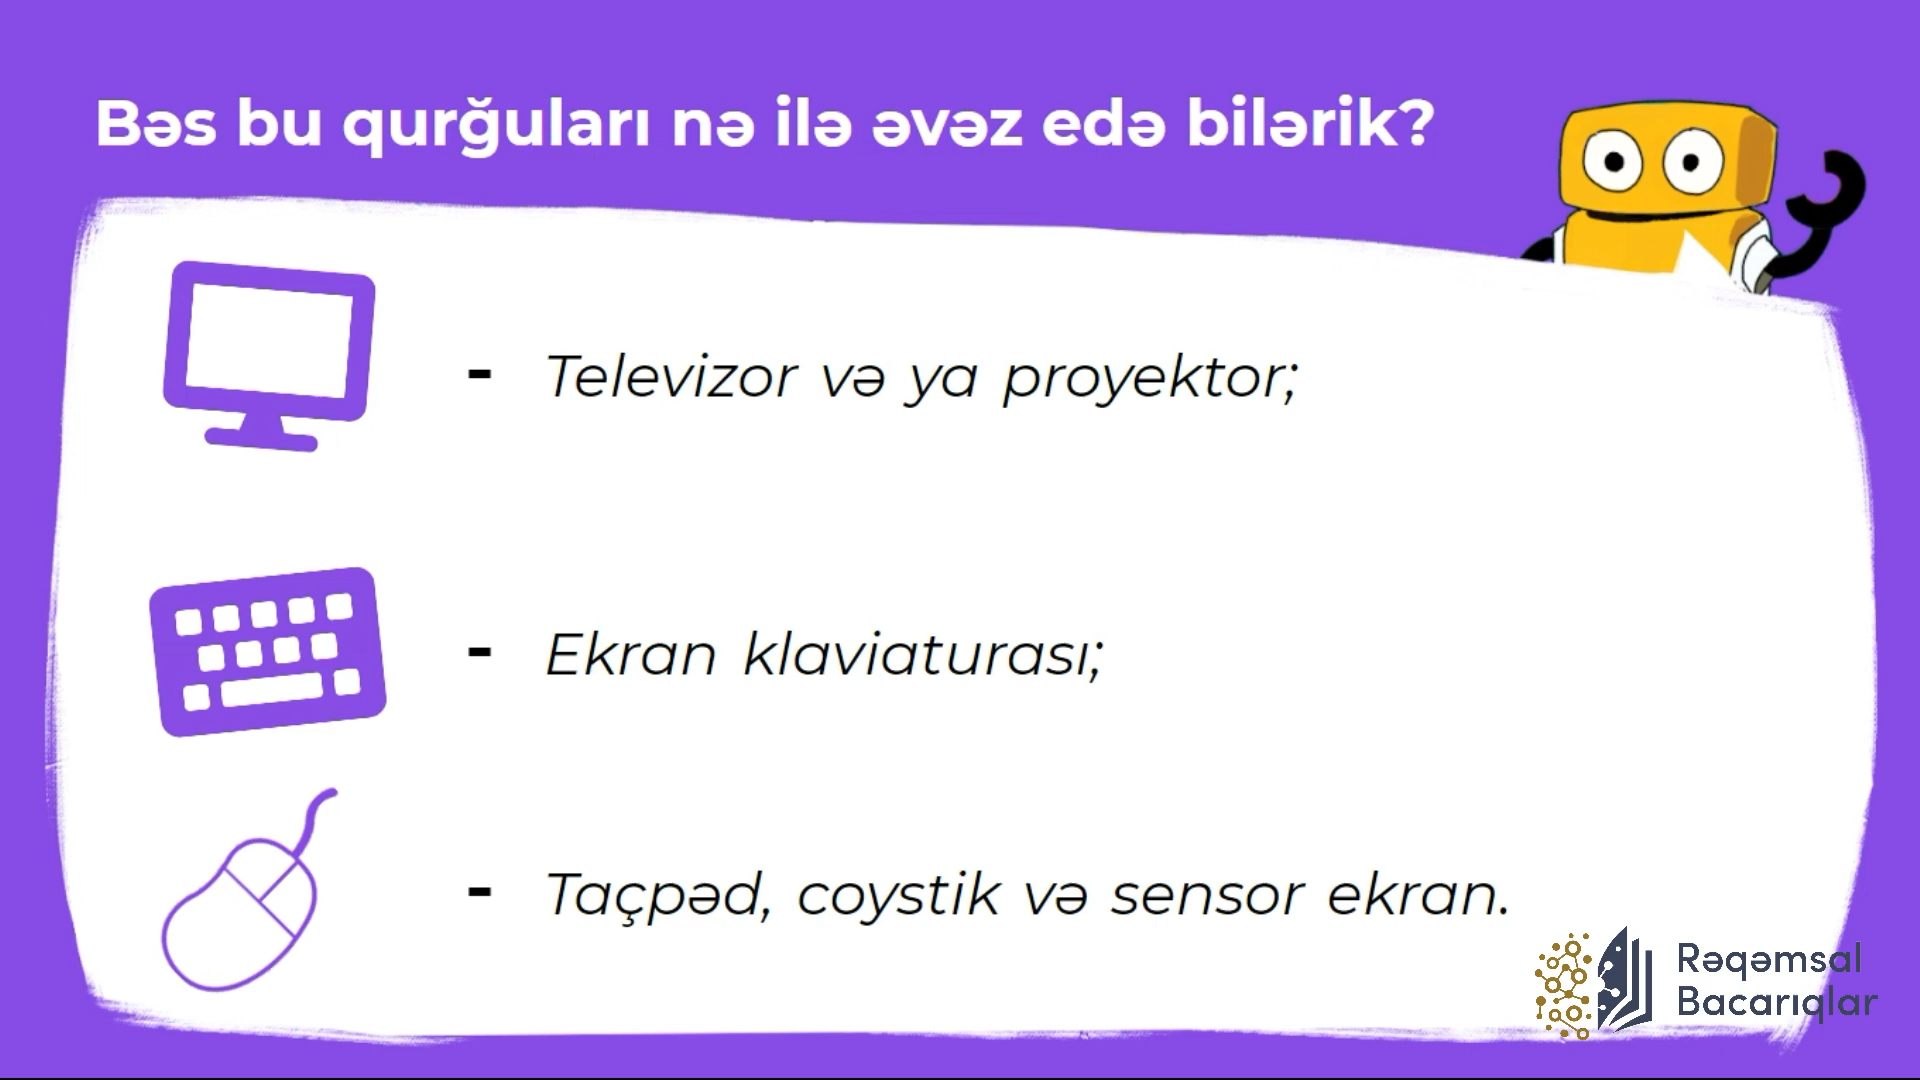 Bəs bu qurğuları nə ilə əvəz edə bilərik?
- Televizor və ya proyektor;
- Ekran klaviaturası;
- Taçpəd, coystik və sensor ekran.
Rəqəmsal
Bacarıqlar